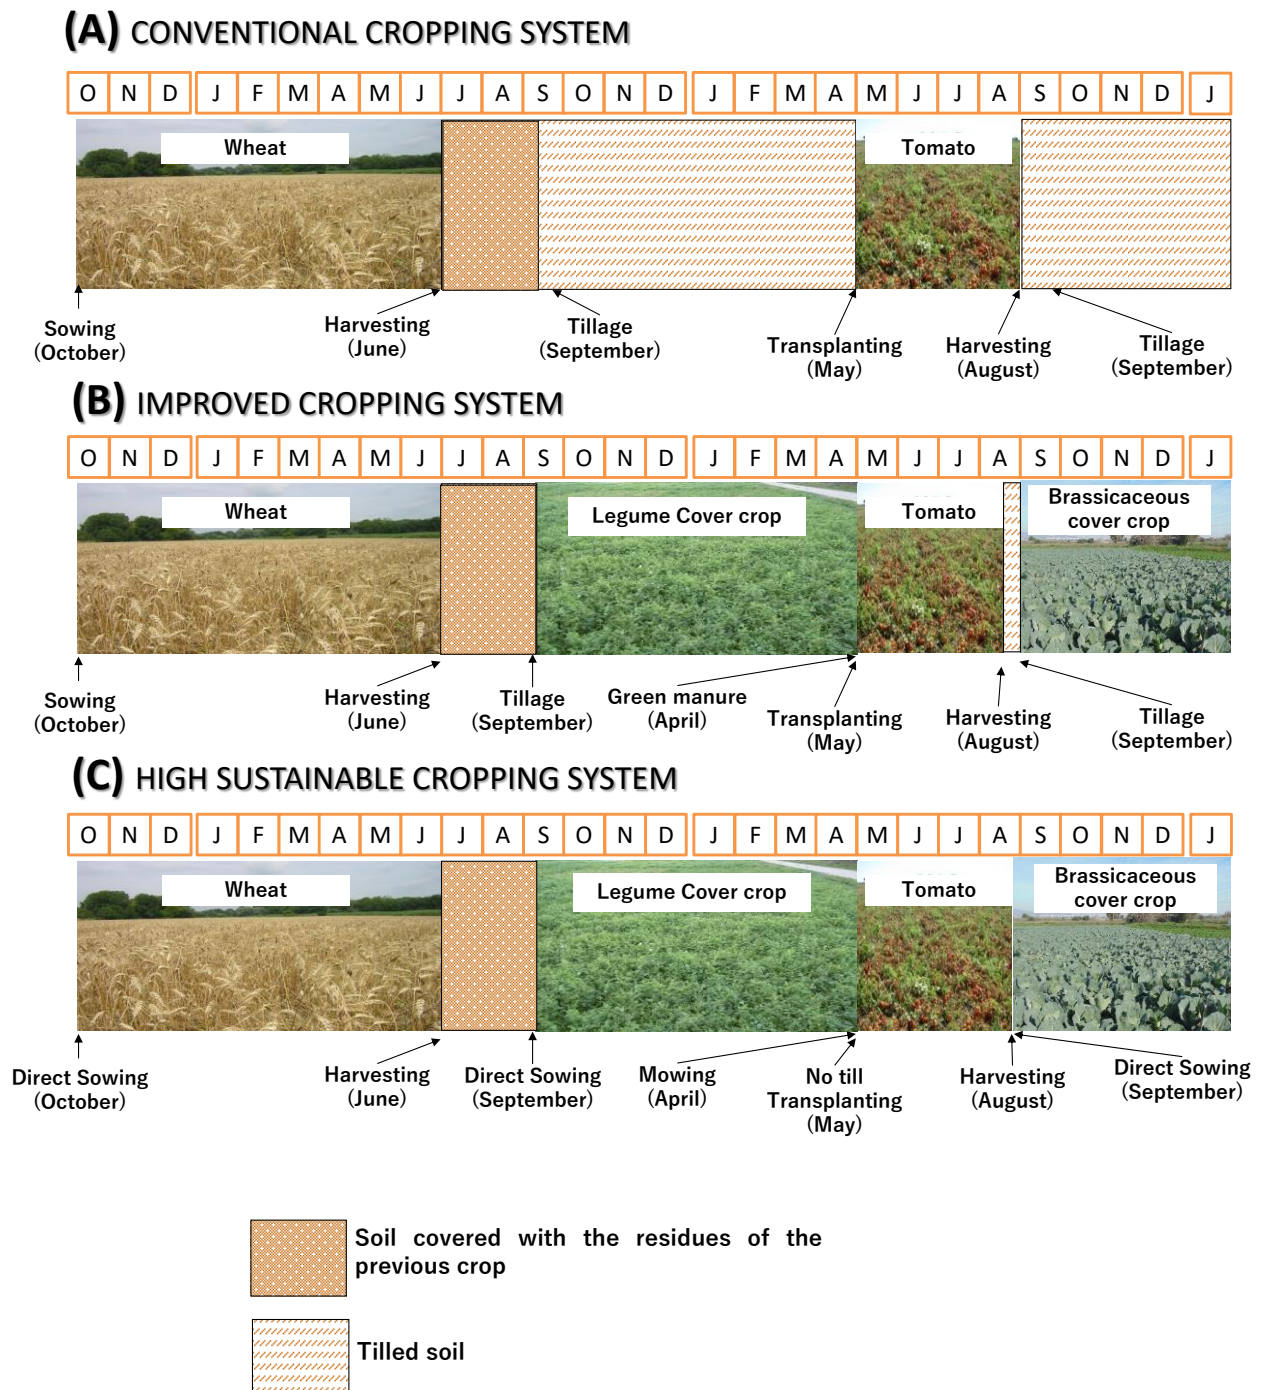 (A) CONVENTIONAL CROPPING SYSTEM
O N D J F M A M J J A S O N D J F M A M J J A S O N D J
Wheat
Tomato
Sowing
(October)
Harvesting
(June)
Tillage
(September)
Transplanting
(May)
Harvesting
(August)
Tillage
(September)
(B) IMPROVED CROPPING SYSTEM
O N D J F M A M J J A S O N D J F M A M J J A S O N D J
Wheat
Legume Cover crop
Tomato
Brassicaceous
cover crop
Sowing
(October)
Harvesting
(June)
Tillage
(September)
Green manure
(April)
Transplanting
(May)
Harvesting
(August)
Tillage
(September)
(C) HIGH SUSTAINABLE CROPPING SYSTEM
O N D J F M A M J J A S O N D J F M A M J J A S O N D J
Wheat
Legume Cover crop
Tomato
Brassicaceous
cover crop
Direct Sowing
(October)
Harvesting
(June)
Direct Sowing
(September)
Mowing
(April)
No till
Transplanting
(May)
Harvesting
(August)
Direct Sowing
(September)
Soil covered with the residues of the
previous crop
Tilled soil